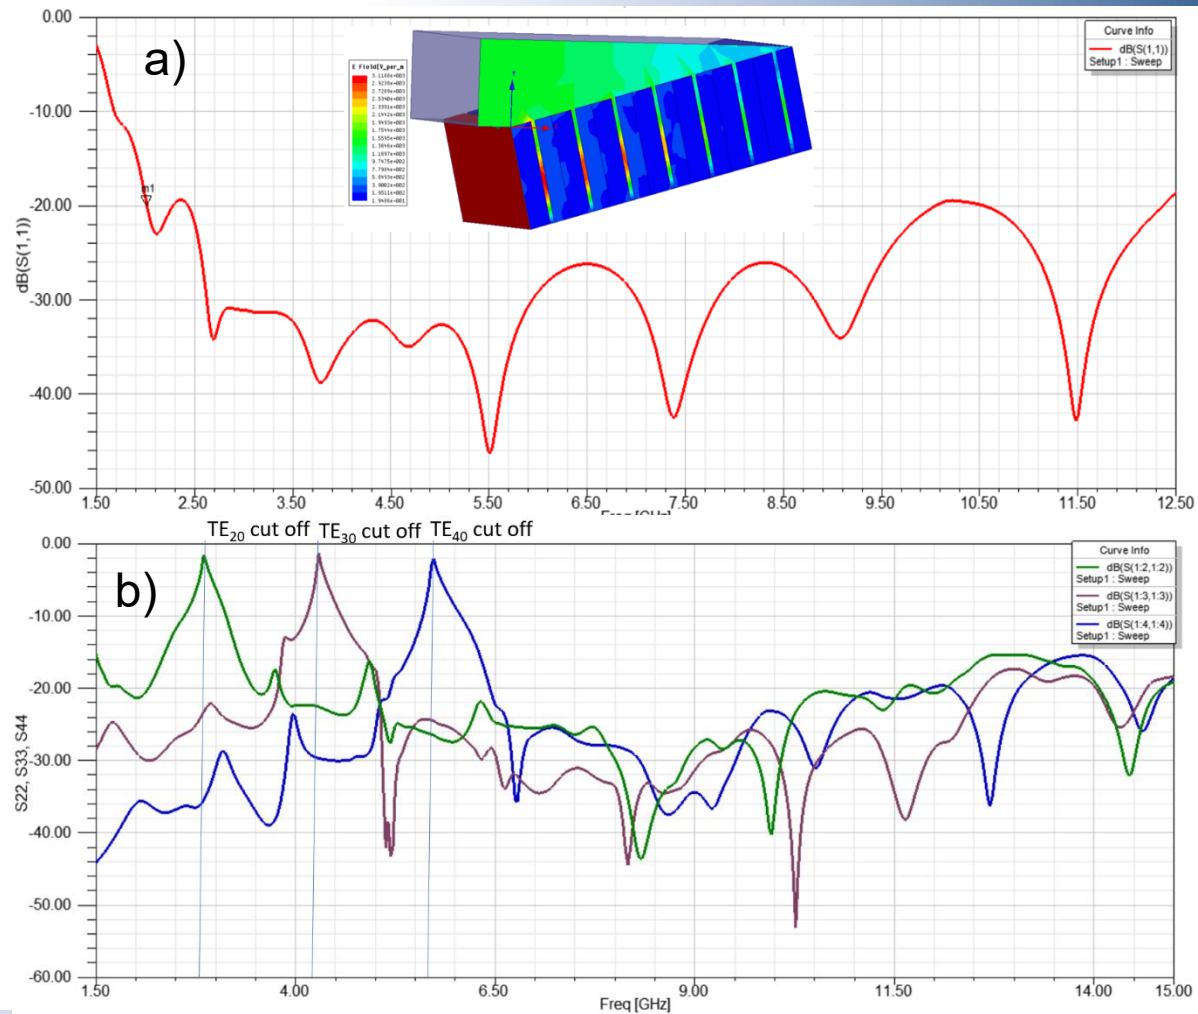 a)
Curve Info
dB(S(1,1))
Setup1 : Sweep
E Field[V_per_m
Y
m1
dB(S(1,1))
0.00
-10.00
-20.00
-30.00
-40.00
-50.00
1.50
2.50
3.50
4.50
5.50
6.50
7.50
8.50
9.50
10.50
11.50
12.50
Freq [GHz]
TE20 cut off
TE30 cut off
TE40 cut off
b)
Curve Info
dB(S(1:2,1:2))
Setup1 : Sweep
dB(S(1:3,1:3))
Setup1 : Sweep
dB(S(1:4,1:4))
Setup1 : Sweep
S22, S33, S44
0.00
-10.00
-20.00
-30.00
-40.00
-50.00
-60.00
1.50
4.00
6.50
9.00
11.50
14.00
15.00
Freq [GHz]